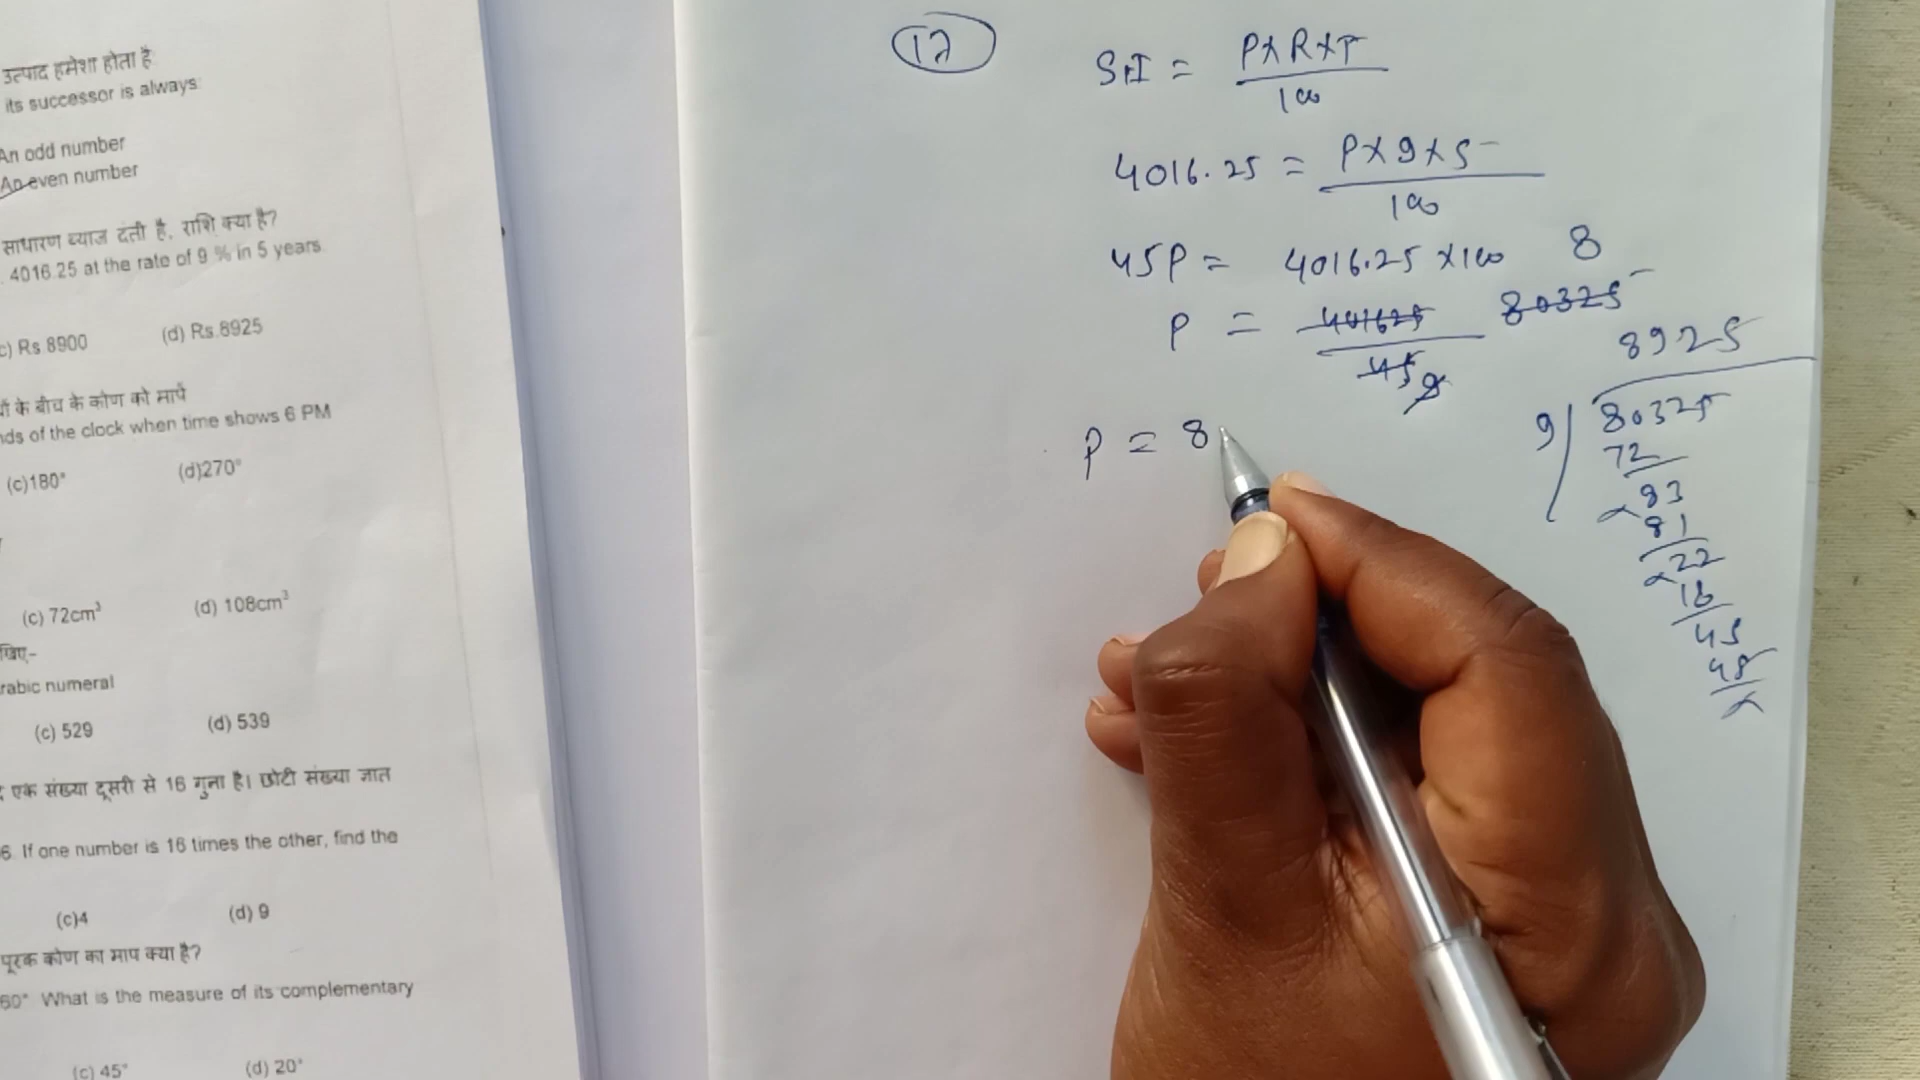 उत्पाद हमेशा होता है
its successor is always:
An odd number
An even number
साधारण ब्याज देती है, राशि क्या है?
4016.25 at the rate of 9 % in 5 years.
c) Rs.8900 (d) Rs.8925
के बीच के कोण को मापें
nds of the clock when time shows 6 PM
(c)180° (d)270°
(c) 72cm³ (d) 108cm³
खिए-
rabic numeral
(c) 529 (d) 539
एक संख्या दूसरी से 16 गुना है। छोटी संख्या ज्ञात
6. If one number is 16 times the other, find the
(c)4 (d) 9
पूरक कोण का माप क्या है?
60° What is the measure of its complementary
(c) 45° (d) 20°
17
S.I = P×R×T
100
4016.25 = P×9×5
100
45P = 4016.25 ×100 8
P = 401625 80325
45 9
P = 8
8925
9 80325
72
×83
81
×22
18
45
45
×